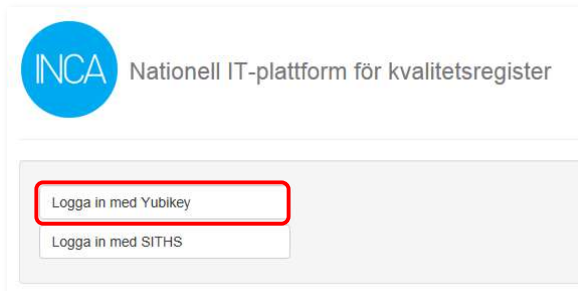 INCA
Nationell IT-plattform för kvalitetsregister
Logga in med Yubikey
Logga in med SITHS